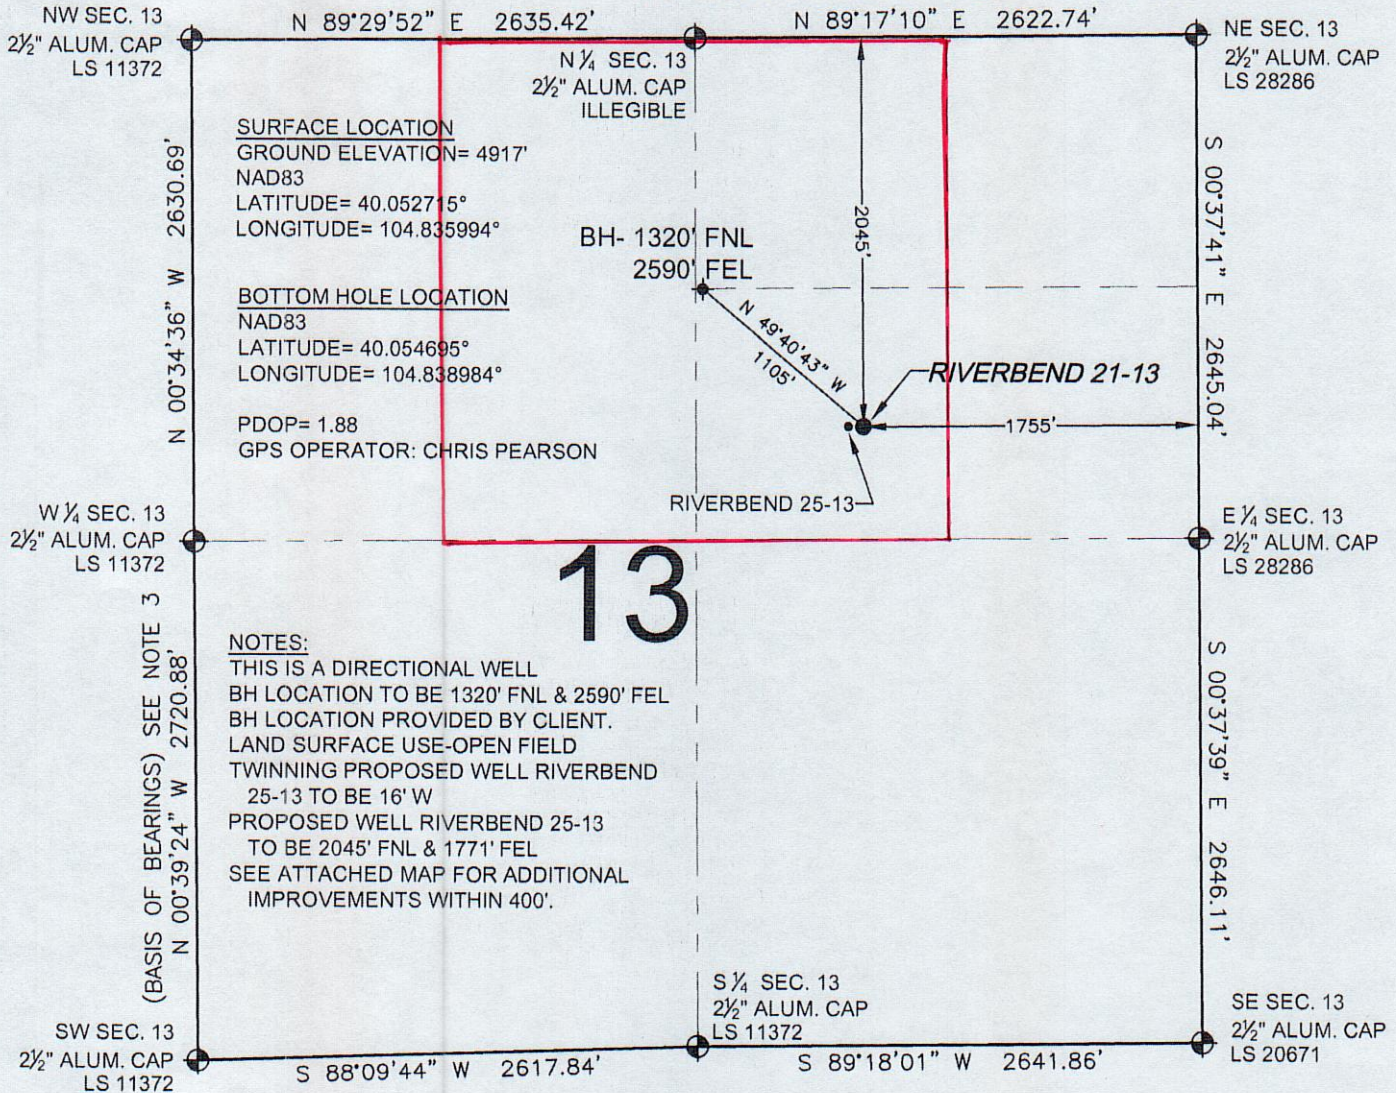 NW SEC. 13
2½" ALUM. CAP
LS 11372
N 89°29'52" E 2635.42'
N 89°17'10" E 2622.74'
NE SEC. 13
2½" ALUM. CAP
LS 28286
N ¼ SEC. 13
2½" ALUM. CAP
ILLEGIBLE
SURFACE LOCATION
GROUND ELEVATION= 4917'
NAD83
LATITUDE= 40.052715°
LONGITUDE= 104.835994°
N 00°34'36" W 2630.69'
S 00°37'41" E 2645.04'
2045'
BH- 1320' FNL
2590' FEL
BOTTOM HOLE LOCATION
NAD83
LATITUDE= 40.054695°
LONGITUDE= 104.838984°
N 49°40'43" W
1105'
RIVERBEND 21-13
PDOP= 1.88
GPS OPERATOR: CHRIS PEARSON
1755'
RIVERBEND 25-13
W ¼ SEC. 13
2½" ALUM. CAP
LS 11372
E ¼ SEC. 13
2½" ALUM. CAP
LS 28286
13
NOTES:
THIS IS A DIRECTIONAL WELL
BH LOCATION TO BE 1320' FNL & 2590' FEL
BH LOCATION PROVIDED BY CLIENT.
LAND SURFACE USE-OPEN FIELD
TWINNING PROPOSED WELL RIVERBEND
25-13 TO BE 16' W
PROPOSED WELL RIVERBEND 25-13
TO BE 2045' FNL & 1771' FEL
SEE ATTACHED MAP FOR ADDITIONAL
IMPROVEMENTS WITHIN 400'.
(BASIS OF BEARINGS) SEE NOTE 3
N 00°39'24" W 2720.88'
S 00°37'39" E 2646.11'
S ¼ SEC. 13
2½" ALUM. CAP
LS 11372
SW SEC. 13
2½" ALUM. CAP
LS 11372
S 88°09'44" W 2617.84'
S 89°18'01" W 2641.86'
SE SEC. 13
2½" ALUM. CAP
LS 20671